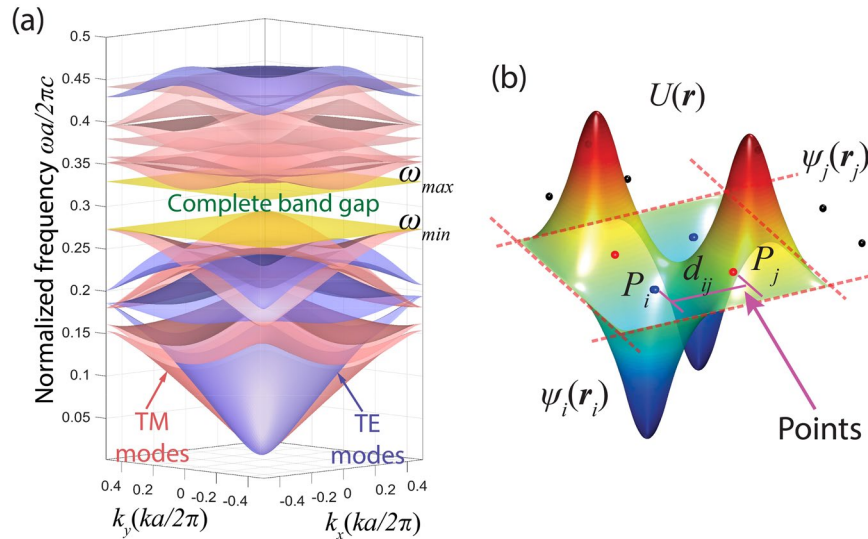 (a)
0.5
0.45
0.4
0.35
0.3
0.25
0.2
0.15
0.1
0.05
Normalized frequency ωa/2πc
ω_max
Complete band gap
ω_min
TM
modes
TE
modes
0.4 0.2 0 -0.2 -0.4
-0.4 -0.2 0 0.2 0.4
k_y(ka/2π)
k_x(ka/2π)
(b)
U(r)
ψ_j(r_j)
P_i
d_ij
P_j
ψ_i(r_i)
Points